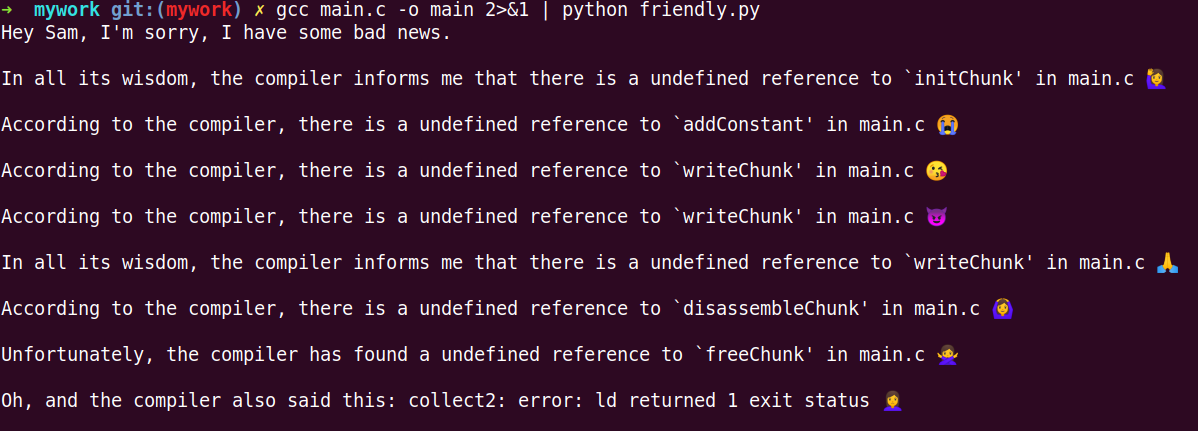 → mywork git:(mywork) ✗ gcc main.c -o main 2>&1 | python friendly.py
Hey Sam, I'm sorry, I have some bad news.
In all its wisdom, the compiler informs me that there is a undefined reference to `initChunk' in main.c 🙋‍♀️
According to the compiler, there is a undefined reference to `addConstant' in main.c 😭
According to the compiler, there is a undefined reference to `writeChunk' in main.c 😘
According to the compiler, there is a undefined reference to `writeChunk' in main.c 😈
In all its wisdom, the compiler informs me that there is a undefined reference to `writeChunk' in main.c 🙏
According to the compiler, there is a undefined reference to `disassembleChunk' in main.c 🙆‍♀️
Unfortunately, the compiler has found a undefined reference to `freeChunk' in main.c 🙅‍♀️
Oh, and the compiler also said this: collect2: error: ld returned 1 exit status 🤦‍♀️